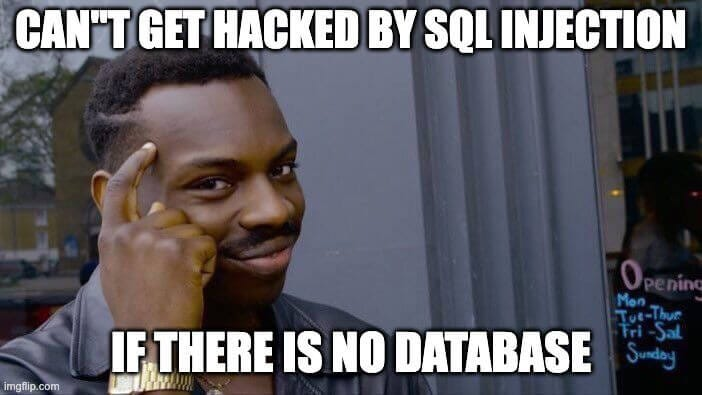 CAN"T GET HACKED BY SQL INJECTION
IF THERE IS NO DATABASE
Opening
Mon
Tue-Thur
Fri-Sat
Sunday
imgflip.com